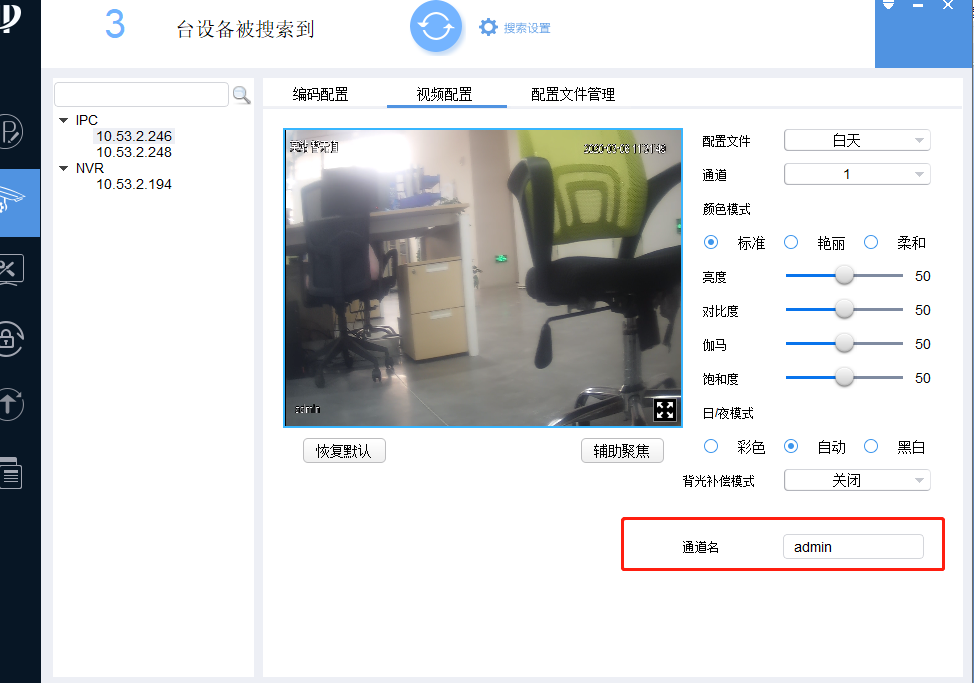 3 台设备被搜索到
搜索设置
编码配置 视频配置 配置文件管理
IPC
10.53.2.246
10.53.2.248
NVR
10.53.2.194
配置文件 白天
通道 1
颜色模式
标准 艳丽 柔和
亮度 50
对比度 50
伽马 50
饱和度 50
日/夜模式
彩色 自动 黑白
背光补偿模式 关闭
admin
恢复默认 辅助聚焦
通道名 admin